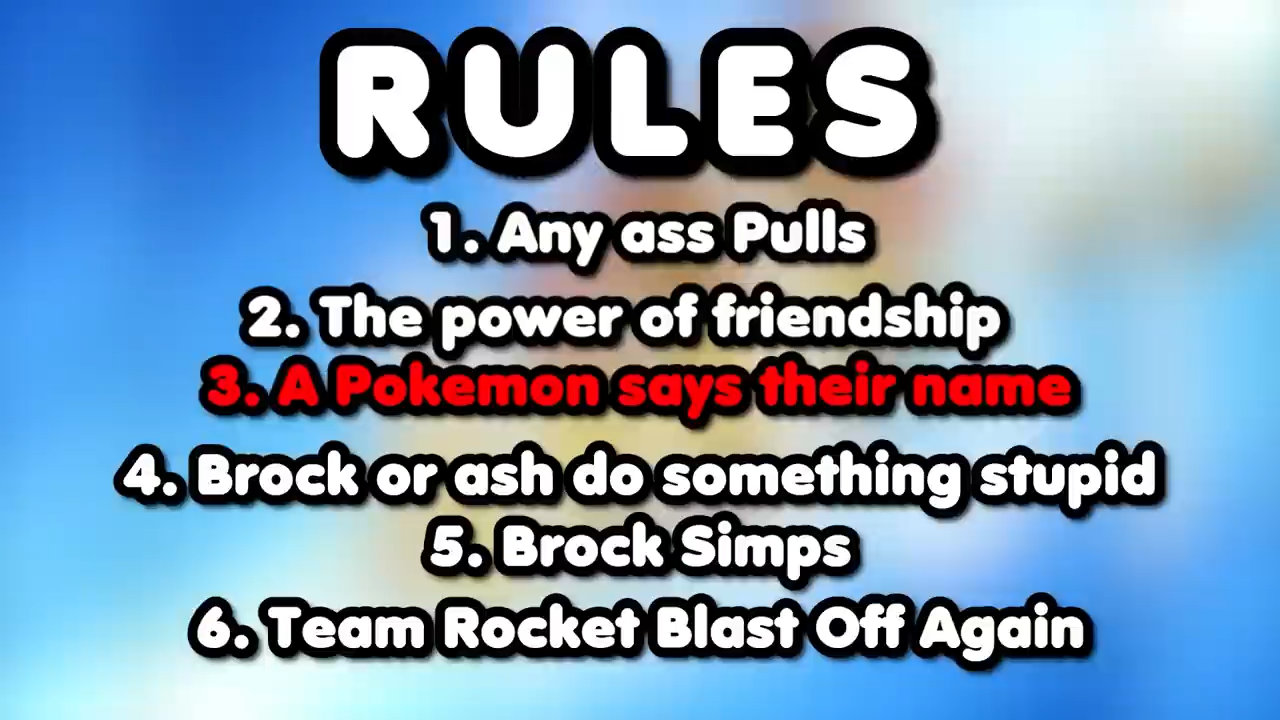 RULES
1. Any ass Pulls
2. The power of friendship
3. A Pokemon says their name
4. Brock or ash do something stupid
5. Brock Simps
6. Team Rocket Blast Off Again